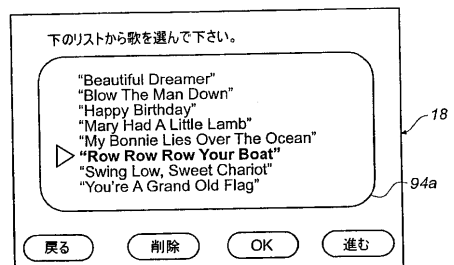 下のリストから歌を選んで下さい。
“Beautiful Dreamer”
“Blow The Man Down”
“Happy Birthday”
“Mary Had A Little Lamb”
“My Bonnie Lies Over The Ocean”
“Row Row Row Your Boat”
“Swing Low, Sweet Chariot”
“You’re A Grand Old Flag”
18
94a
戻る 削除 OK 進む